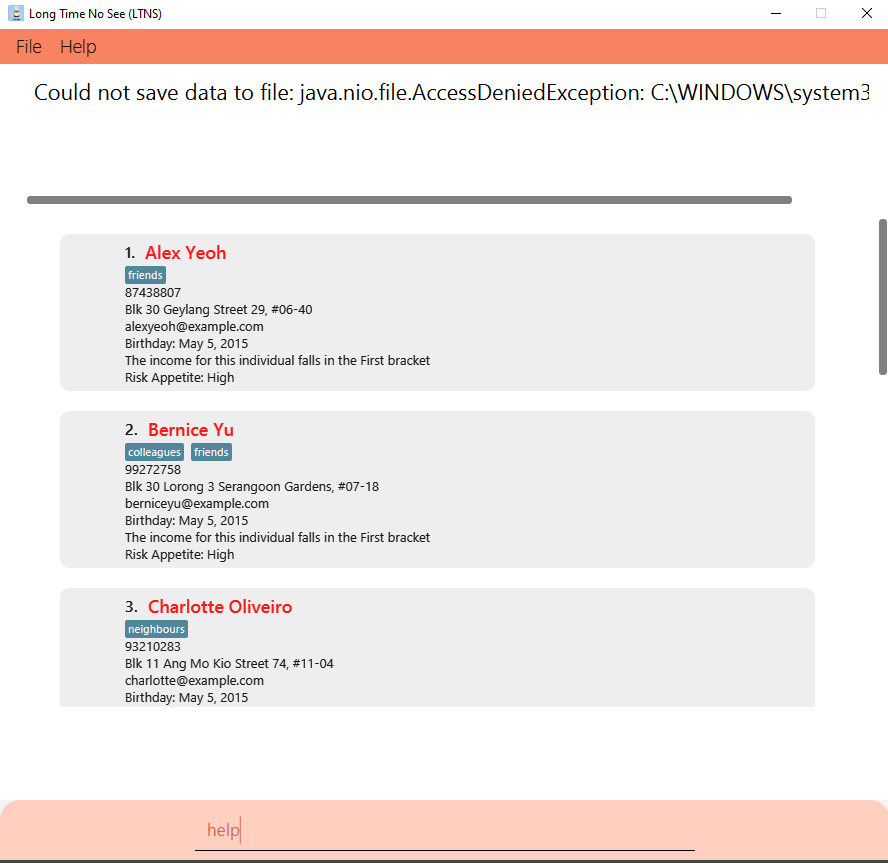 Long Time No See (LTNS)
File Help
Could not save data to file: java.nio.file.AccessDeniedException: C:\WINDOWS\system3
1. Alex Yeoh
friends
87438807
Blk 30 Geylang Street 29, #06-40
alexyeoh@example.com
Birthday: May 5, 2015
The income for this individual falls in the First bracket
Risk Appetite: High
2. Bernice Yu
colleagues friends
99272758
Blk 30 Lorong 3 Serangoon Gardens, #07-18
berniceyu@example.com
Birthday: May 5, 2015
The income for this individual falls in the First bracket
Risk Appetite: High
3. Charlotte Oliveiro
neighbours
93210283
Blk 11 Ang Mo Kio Street 74, #11-04
charlotte@example.com
Birthday: May 5, 2015
help